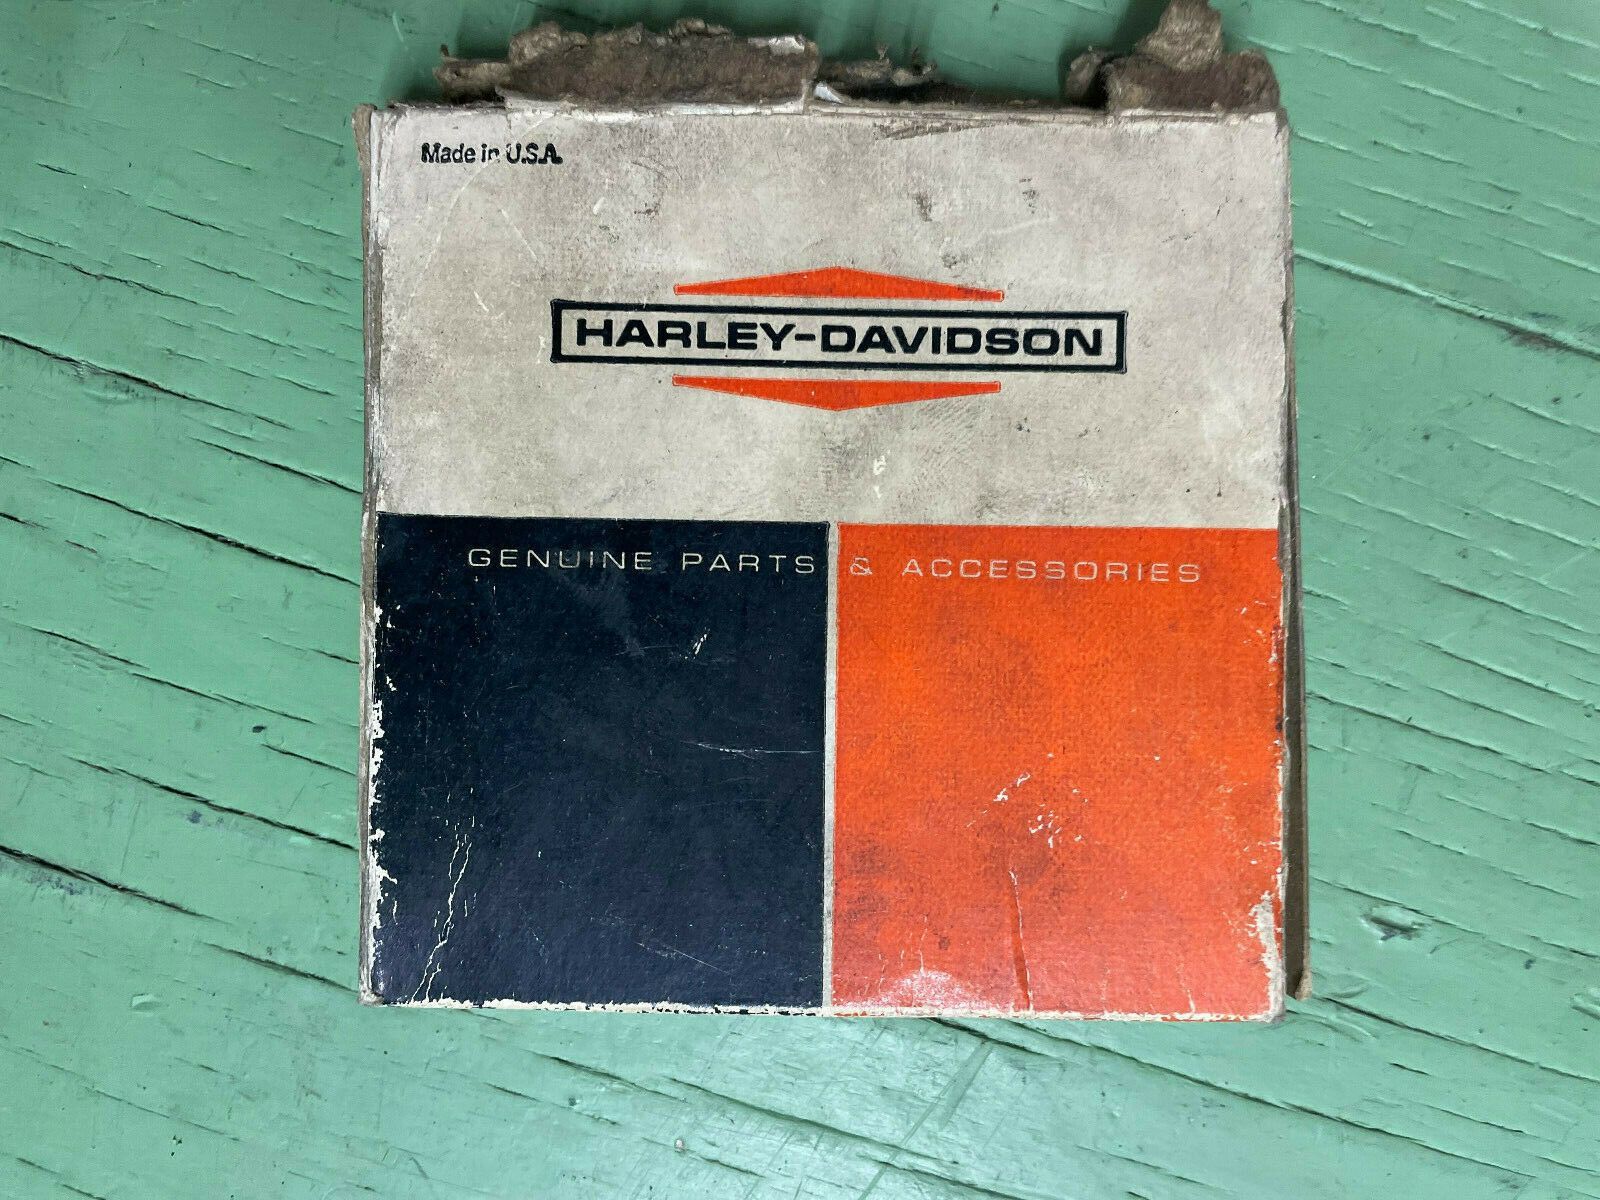 Made in U.S.A.
HARLEY-DAVIDSON
GENUINE PARTS & ACCESSORIES